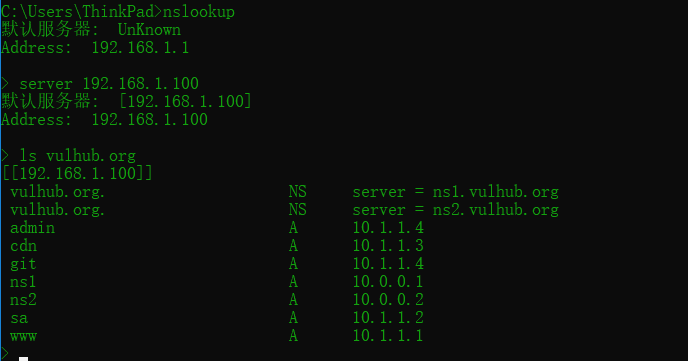 C:\Users\ThinkPad>nslookup
默认服务器:  UnKnown
Address:  192.168.1.1
> server 192.168.1.100
默认服务器:  [192.168.1.100]
Address:  192.168.1.100
> ls vulhub.org
[[192.168.1.100]]
vulhub.org.                    NS     server = ns1.vulhub.org
vulhub.org.                    NS     server = ns2.vulhub.org
admin                          A      10.1.1.4
cdn                            A      10.1.1.3
git                            A      10.1.1.4
ns1                            A      10.0.0.1
ns2                            A      10.0.0.2
sa                             A      10.1.1.2
www                            A      10.1.1.1
>